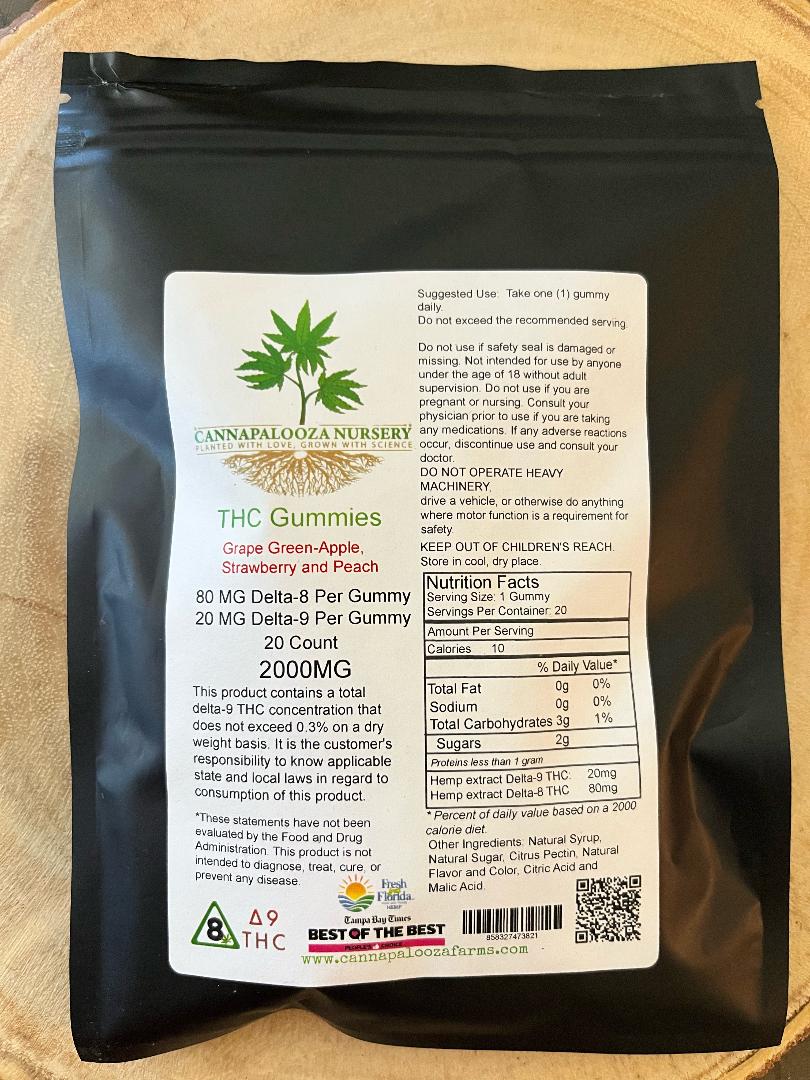 CANNAPALOOZA NURSERY
PLANTED WITH LOVE, GROWN WITH SCIENCE
THC Gummies
Grape Green-Apple,
Strawberry and Peach
80 MG Delta-8 Per Gummy
20 MG Delta-9 Per Gummy
20 Count
2000MG
This product contains a total
delta-9 THC concentration that
does not exceed 0.3% on a dry
weight basis. It is the customer's
responsibility to know applicable
state and local laws in regard to
consumption of this product.
*These statements have not been
evaluated by the Food and Drug
Administration. This product is not
intended to diagnose, treat, cure, or
prevent any disease.
8
Δ9
THC
Fresh
Florida
HEMP
Tampa Bay Times
BEST OF THE BEST
PEOPLE'S CHOICE
www.cannapaloozafarms.com
Suggested Use: Take one (1) gummy
daily.
Do not exceed the recommended serving.
Do not use if safety seal is damaged or
missing. Not intended for use by anyone
under the age of 18 without adult
supervision. Do not use if you are
pregnant or nursing. Consult your
physician prior to use if you are taking
any medications. If any adverse reactions
occur, discontinue use and consult your
doctor.
DO NOT OPERATE HEAVY
MACHINERY,
drive a vehicle, or otherwise do anything
where motor function is a requirement for
safety.
KEEP OUT OF CHILDREN'S REACH.
Store in cool, dry place.
Nutrition Facts
Serving Size: 1 Gummy
Servings Per Container: 20
Amount Per Serving
Calories 10
% Daily Value*
Total Fat 0g 0%
Sodium 0g 0%
Total Carbohydrates 3g 1%
Sugars 2g
Proteins less than 1 gram
Hemp extract Delta-9 THC: 20mg
Hemp extract Delta-8 THC 80mg
* Percent of daily value based on a 2000
calorie diet.
Other Ingredients: Natural Syrup,
Natural Sugar, Citrus Pectin, Natural
Flavor and Color, Citric Acid and
Malic Acid.
858327473821